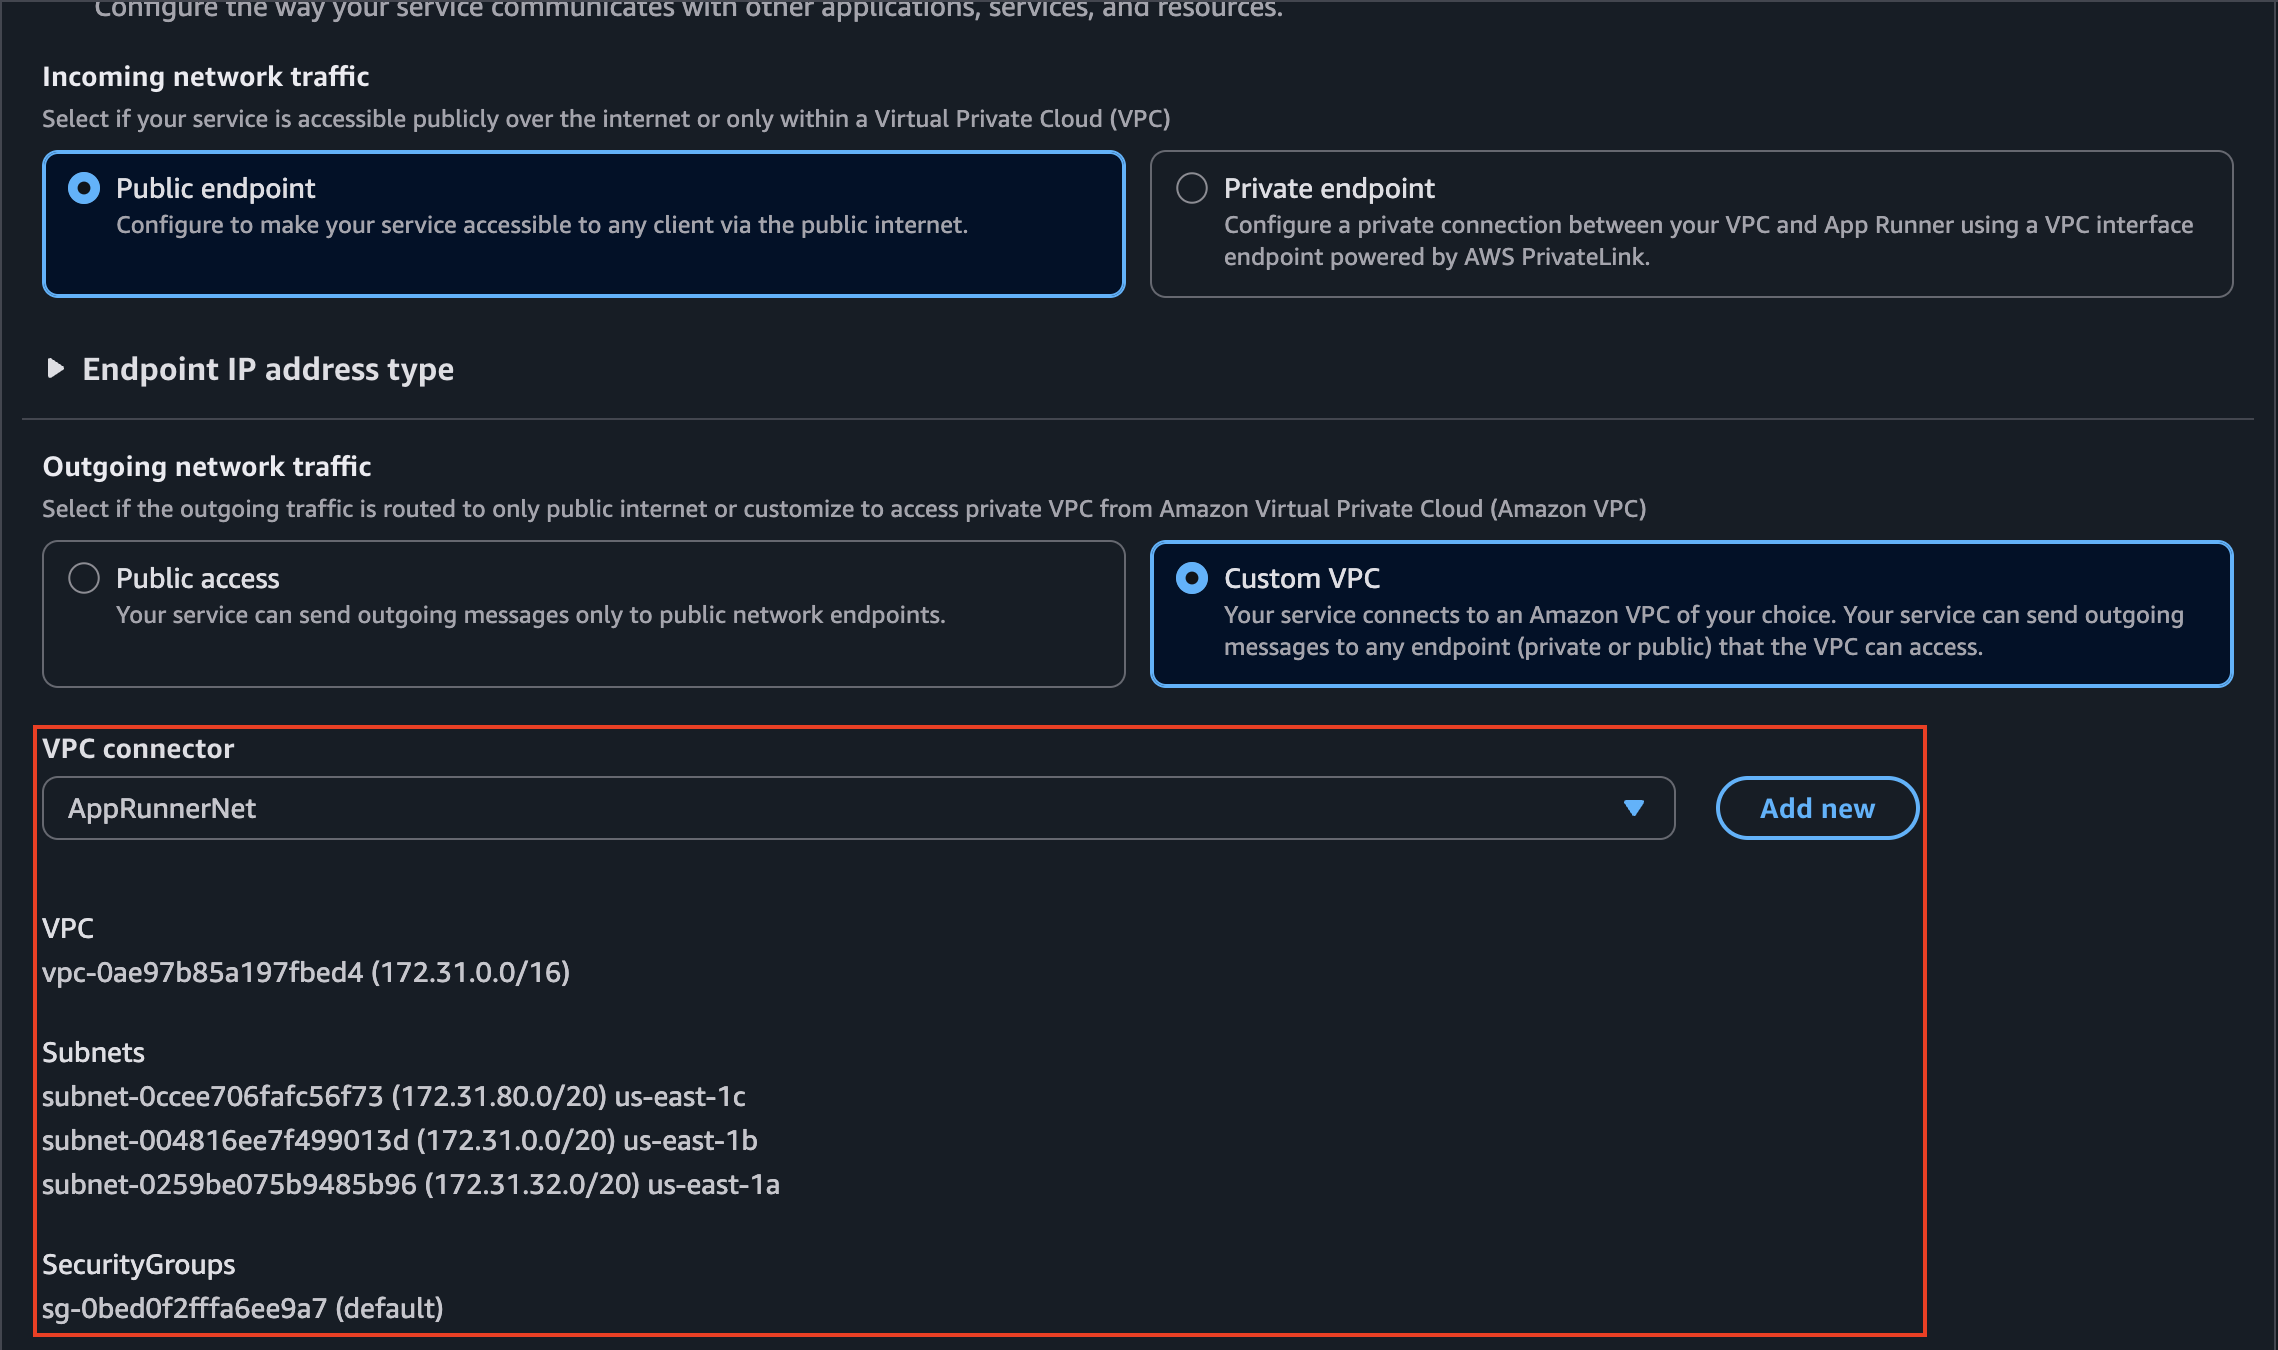 Configure the way your service communicates with other applications, services, and resources.
Incoming network traffic
Select if your service is accessible publicly over the internet or only within a Virtual Private Cloud (VPC)
Public endpoint
Configure to make your service accessible to any client via the public internet.
Private endpoint
Configure a private connection between your VPC and App Runner using a VPC interface
endpoint powered by AWS PrivateLink.
Endpoint IP address type
Outgoing network traffic
Select if the outgoing traffic is routed to only public internet or customize to access private VPC from Amazon Virtual Private Cloud (Amazon VPC)
Public access
Your service can send outgoing messages only to public network endpoints.
Custom VPC
Your service connects to an Amazon VPC of your choice. Your service can send outgoing
messages to any endpoint (private or public) that the VPC can access.
VPC connector
AppRunnerNet
Add new
VPC
vpc-0ae97b85a197fbed4 (172.31.0.0/16)
Subnets
subnet-0ccee706fafc56f73 (172.31.80.0/20) us-east-1c
subnet-004816ee7f499013d (172.31.0.0/20) us-east-1b
subnet-0259be075b9485b96 (172.31.32.0/20) us-east-1a
SecurityGroups
sg-0bed0f2fffa6ee9a7 (default)